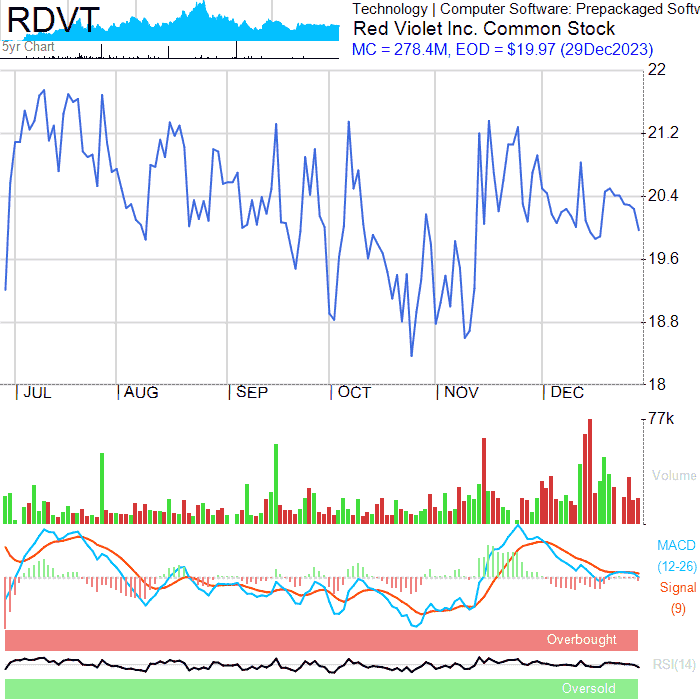 RDVT
5yr Chart
Technology | Computer Software: Prepackaged Softw
Red Violet Inc. Common Stock
MC = 278.4M, EOD = $19.97 (29Dec2023)
22
21.2
20.4
19.6
18.8
18
| JUL | AUG | SEP | OCT | NOV | DEC
77k
Volume
MACD
(12-26)
Signal
(9)
Overbought
RSI(14)
Oversold